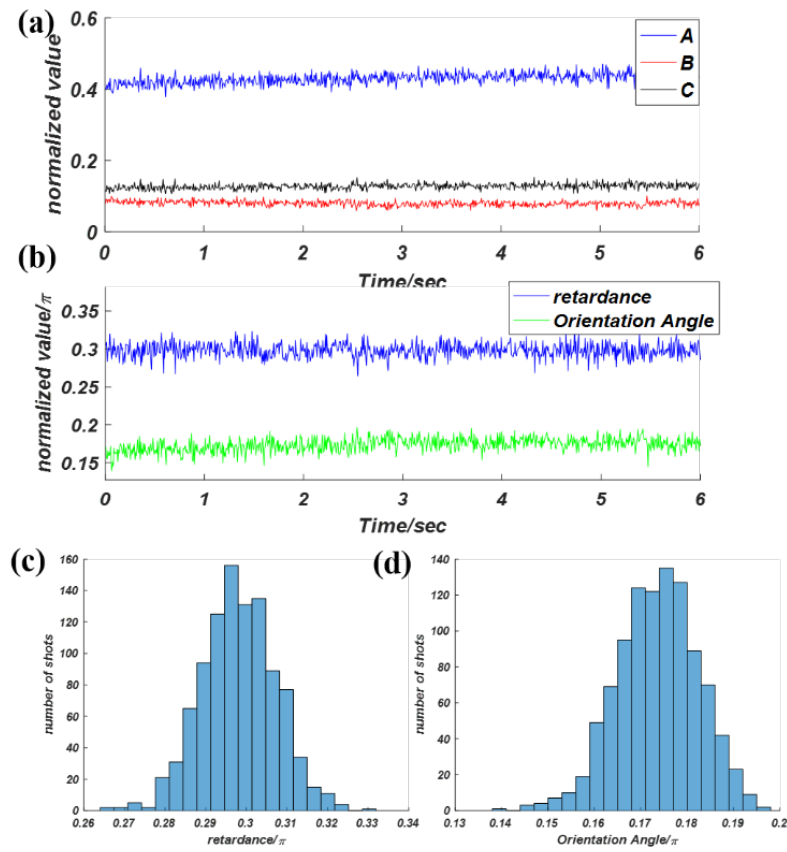 (a)
0.6
0.4
0.2
0
normalized value
A
B
C
0 1 2 3 4 5 6
Time/sec
(b)
0.35
0.3
0.25
0.2
0.15
normalized value/π
retardance
Orientation Angle
0 1 2 3 4 5 6
Time/sec
(c)
160
140
120
100
80
60
40
20
0
number of shots
0.26 0.27 0.28 0.29 0.3 0.31 0.32 0.33 0.34
retardance/π
(d)
140
120
100
80
60
40
20
0
number of shots
0.13 0.14 0.15 0.16 0.17 0.18 0.19 0.2
Orientation Angle/π